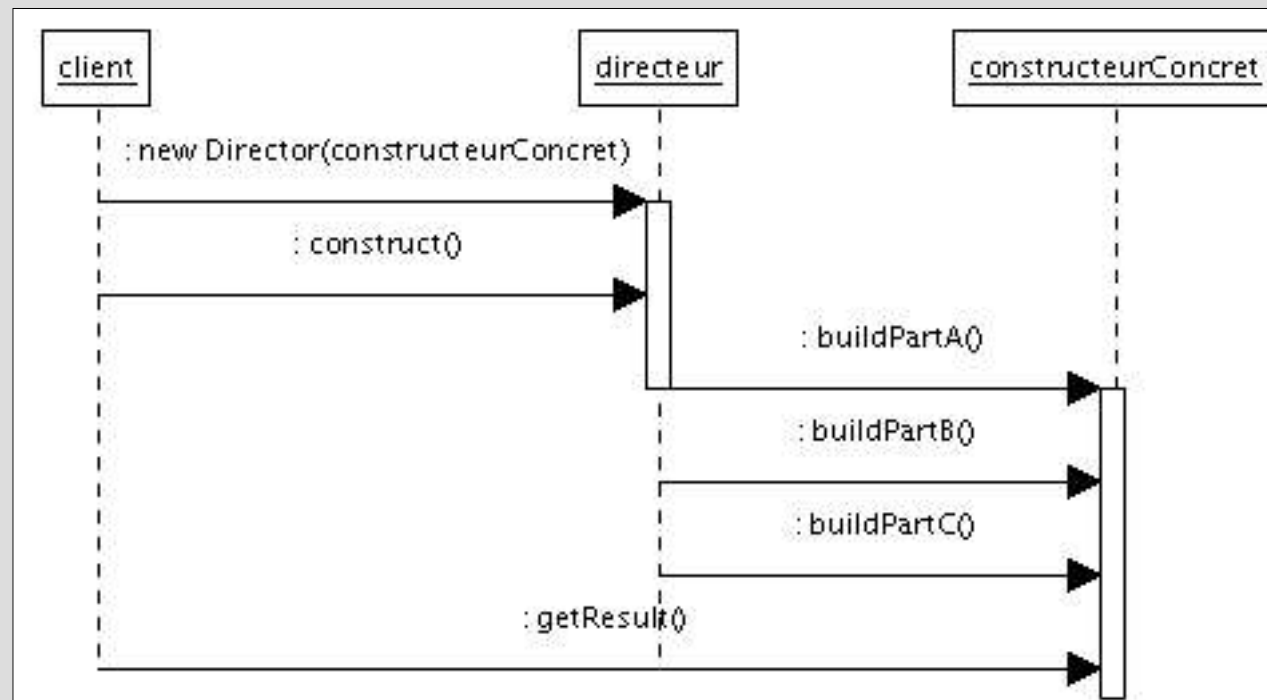 client
directeur
constructeurConcret
: new Director(constructeurConcret)
: construct()
: buildPartA()
: buildPartB()
: buildPartC()
: getResult()